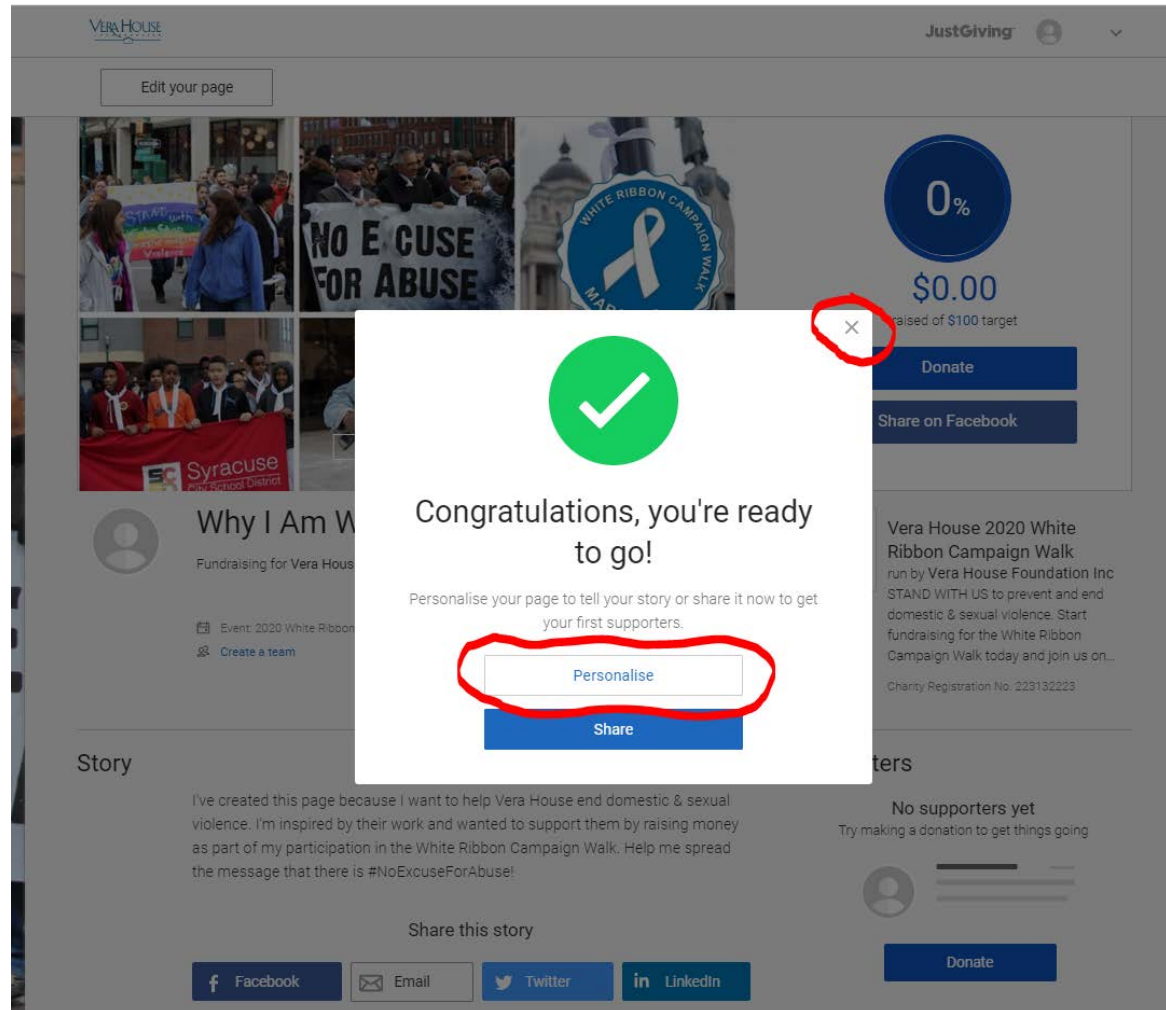 VERA HOUSE
JustGiving
Edit your page
STAND with
Violence
NO E CUSE
FOR ABUSE
WHITE RIBBON CAMPAIGN WALK
0%
$0.00
raised of $100 target
Donate
Share on Facebook
Syracuse
City School District
Congratulations, you're ready
to go!
Personalise your page to tell your story or share it now to get
your first supporters.
Personalise
Share
Why I Am W
Fundraising for Vera Hous
Event: 2020 White Ribbon
Create a team
Vera House 2020 White
Ribbon Campaign Walk
run by Vera House Foundation Inc
STAND WITH US to prevent and end
domestic & sexual violence. Start
fundraising for the White Ribbon
Campaign Walk today and join us on...
Charity Registration No. 223132223
Story
I've created this page because I want to help Vera House end domestic & sexual
violence. I'm inspired by their work and wanted to support them by raising money
as part of my participation in the White Ribbon Campaign Walk. Help me spread
the message that there is #NoExcuseForAbuse!
Share this story
Facebook
Email
Twitter
LinkedIn
ters
No supporters yet
Try making a donation to get things going
Donate